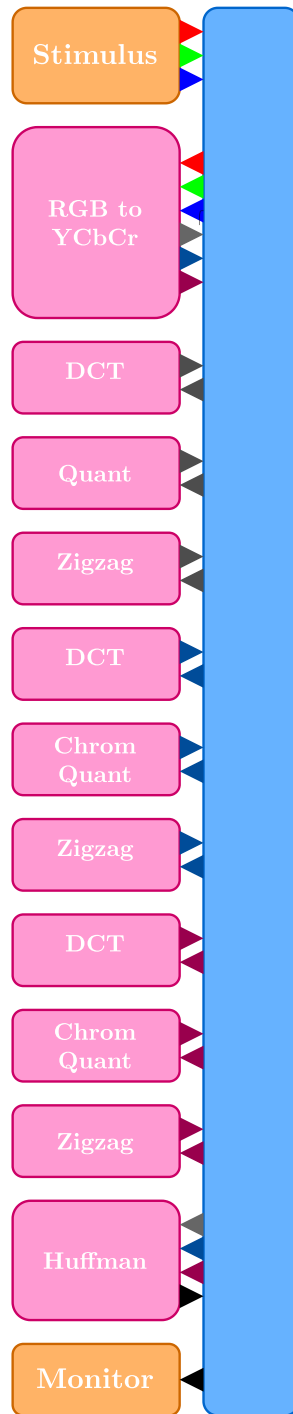 Stimulus
RGB to
YCbCr
DCT
Quant
Zigzag
DCT
Chrom
Quant
Zigzag
DCT
Chrom
Quant
Zigzag
Huffman
Monitor